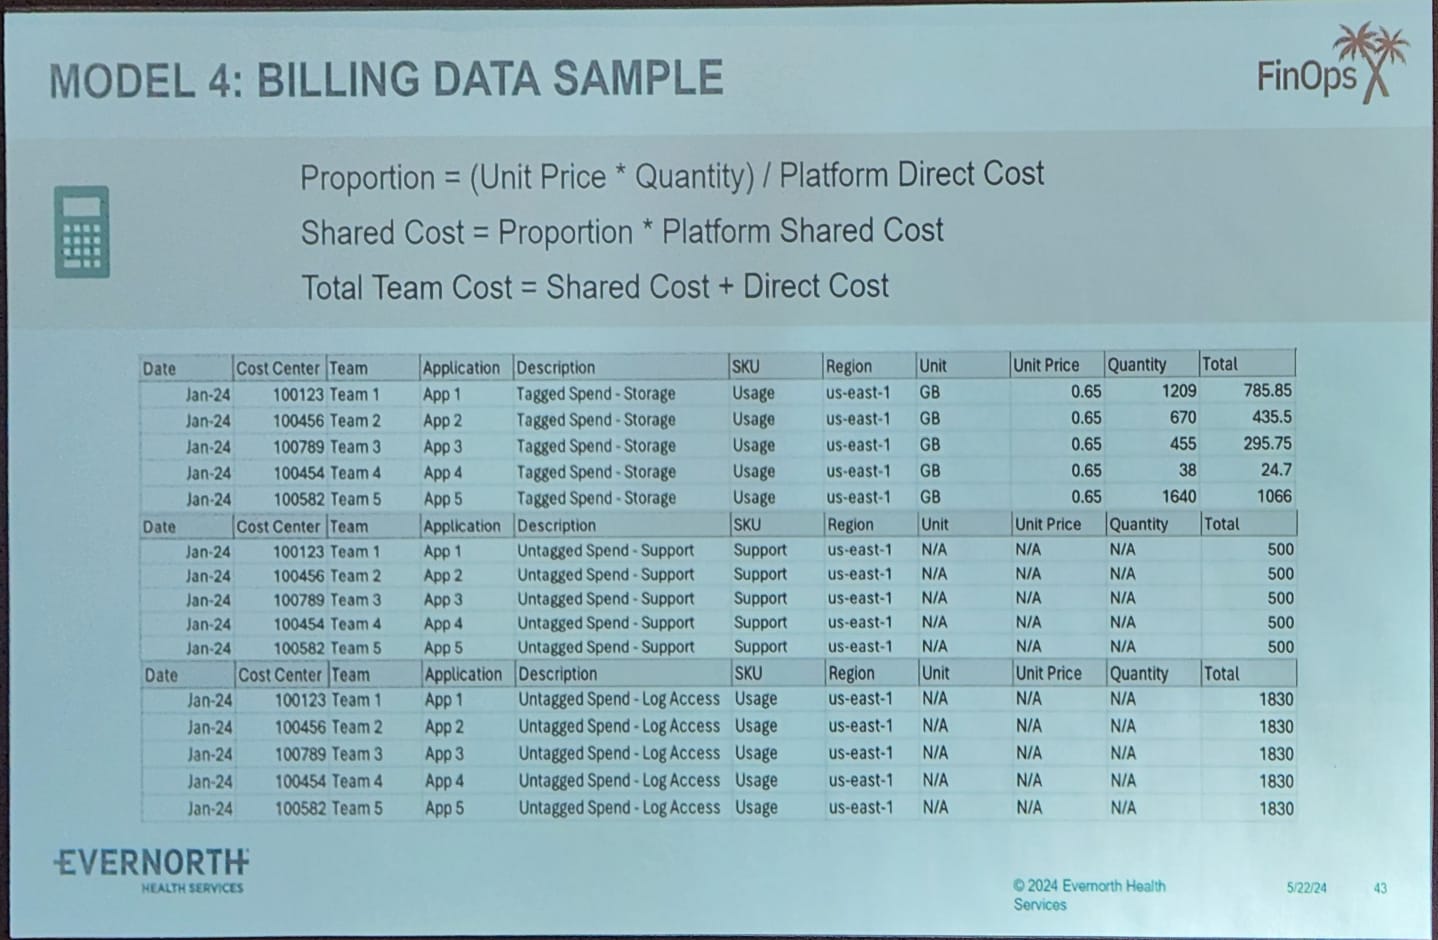 MODEL 4: BILLING DATA SAMPLE
FinOps X
Proportion = (Unit Price * Quantity) / Platform Direct Cost
Shared Cost = Proportion * Platform Shared Cost
Total Team Cost = Shared Cost + Direct Cost
Date Cost Center Team Application Description SKU Region Unit Unit Price Quantity Total
Jan-24 100123 Team 1 App 1 Tagged Spend - Storage Usage us-east-1 GB 0.65 1209 785.85
Jan-24 100456 Team 2 App 2 Tagged Spend - Storage Usage us-east-1 GB 0.65 670 435.5
Jan-24 100789 Team 3 App 3 Tagged Spend - Storage Usage us-east-1 GB 0.65 455 295.75
Jan-24 100454 Team 4 App 4 Tagged Spend - Storage Usage us-east-1 GB 0.65 38 24.7
Jan-24 100582 Team 5 App 5 Tagged Spend - Storage Usage us-east-1 GB 0.65 1640 1066
Date Cost Center Team Application Description SKU Region Unit Unit Price Quantity Total
Jan-24 100123 Team 1 App 1 Untagged Spend - Support Support us-east-1 N/A N/A N/A 500
Jan-24 100456 Team 2 App 2 Untagged Spend - Support Support us-east-1 N/A N/A N/A 500
Jan-24 100789 Team 3 App 3 Untagged Spend - Support Support us-east-1 N/A N/A N/A 500
Jan-24 100454 Team 4 App 4 Untagged Spend - Support Support us-east-1 N/A N/A N/A 500
Jan-24 100582 Team 5 App 5 Untagged Spend - Support Support us-east-1 N/A N/A N/A 500
Date Cost Center Team Application Description SKU Region Unit Unit Price Quantity Total
Jan-24 100123 Team 1 App 1 Untagged Spend - Log Access Usage us-east-1 N/A N/A N/A 1830
Jan-24 100456 Team 2 App 2 Untagged Spend - Log Access Usage us-east-1 N/A N/A N/A 1830
Jan-24 100789 Team 3 App 3 Untagged Spend - Log Access Usage us-east-1 N/A N/A N/A 1830
Jan-24 100454 Team 4 App 4 Untagged Spend - Log Access Usage us-east-1 N/A N/A N/A 1830
Jan-24 100582 Team 5 App 5 Untagged Spend - Log Access Usage us-east-1 N/A N/A N/A 1830
EVERNORTH
HEALTH SERVICES
© 2024 Evernorth Health
Services
5/22/24
43